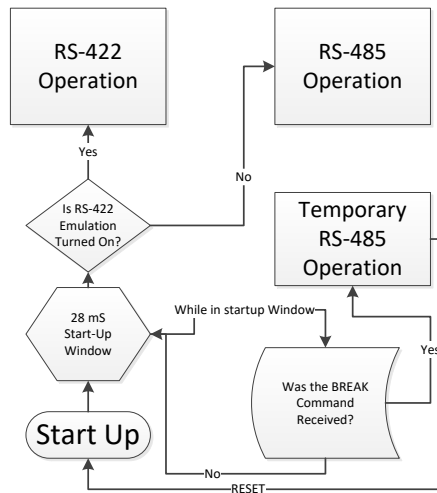 RS-422
Operation
RS-485
Operation
Yes
No
Is RS-422
Emulation
Turned On?
Temporary
RS-485
Operation
28 mS
Start-Up
Window
While in startup Window
Yes
Was the BREAK
Command
Received?
Start Up
No
RESET